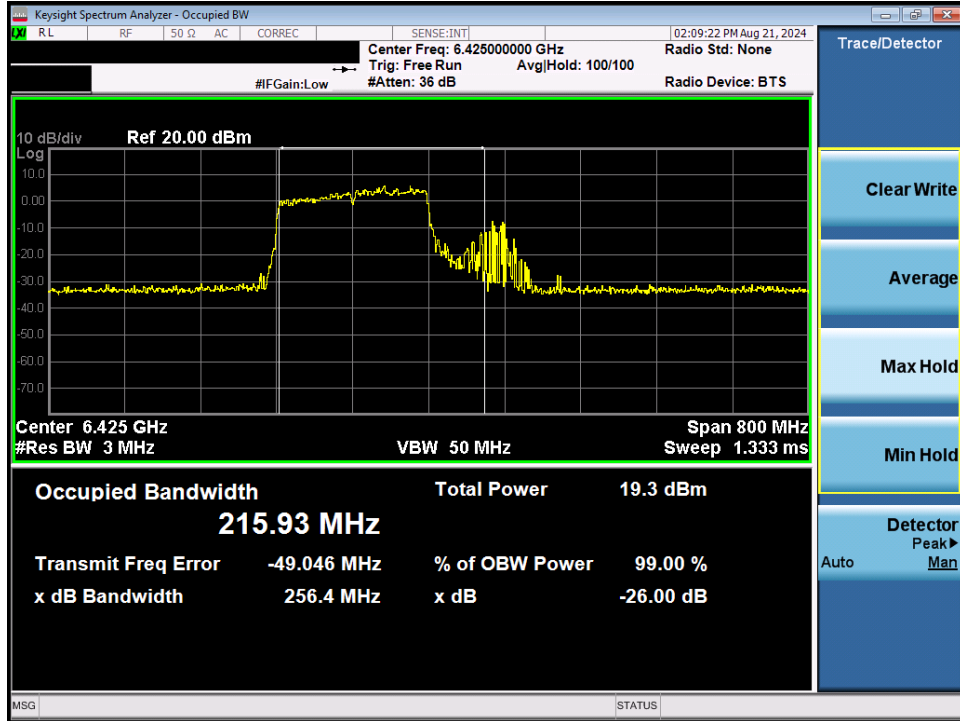 Keysight Spectrum Analyzer - Occupied BW
LXI RL RF 50 Ω AC CORREC SENSE:INT 02:09:22 PM Aug 21, 2024
Center Freq: 6.425000000 GHz Radio Std: None
Trig: Free Run Avg|Hold: 100/100
#IFGain:Low #Atten: 36 dB Radio Device: BTS
10 dB/div Ref 20.00 dBm
Log
10.0
0.00
-10.0
-20.0
-30.0
-40.0
-50.0
-60.0
-70.0
Center 6.425 GHz Span 800 MHz
#Res BW 3 MHz VBW 50 MHz Sweep 1.333 ms
Occupied Bandwidth Total Power 19.3 dBm
215.93 MHz
Transmit Freq Error -49.046 MHz % of OBW Power 99.00 %
x dB Bandwidth 256.4 MHz x dB -26.00 dB
MSG STATUS
Trace/Detector
Clear Write
Average
Max Hold
Min Hold
Detector
Peak▶
Auto Man